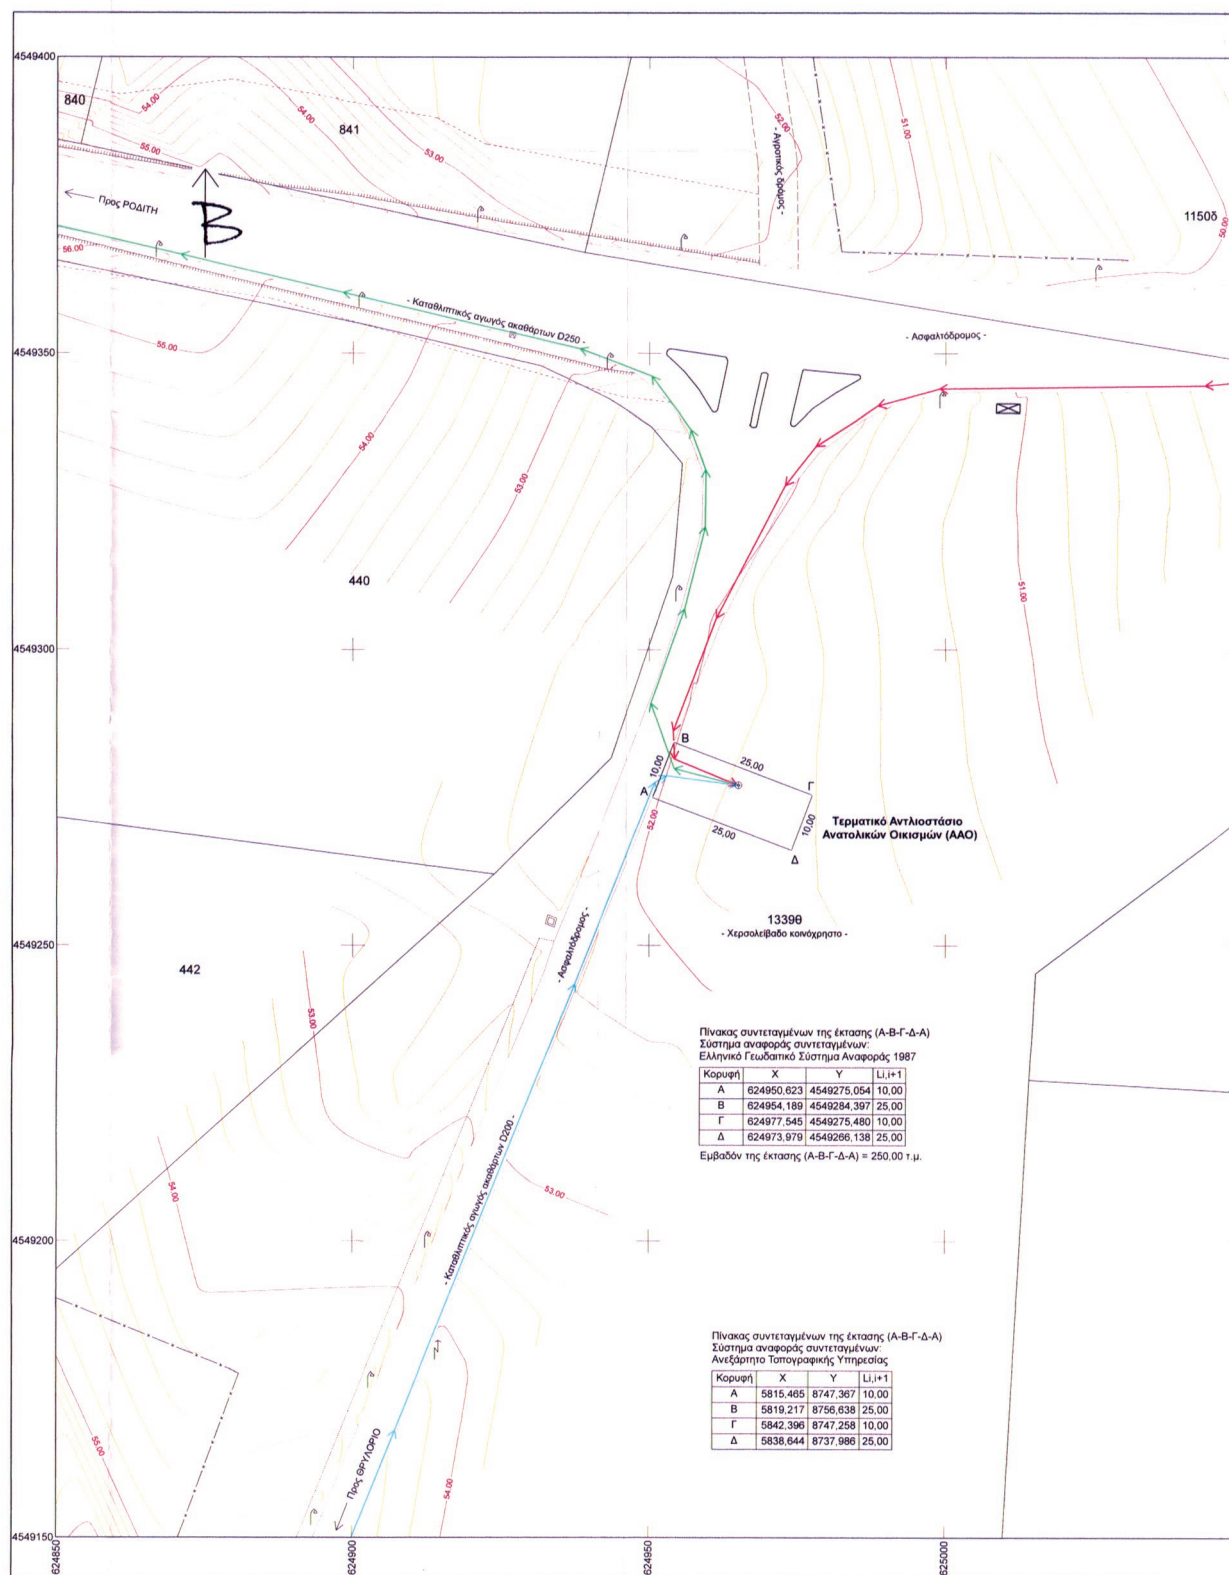 4549400
840
54.00
841
54.00
53.00
52.00
51.00
55.00
- Αγροτικός δρόμος -
Προς ΡΟΔΙΤΗ
B
1150δ
50.00
56.00
- Καταθλιπτικός αγωγός ακαθάρτων D250 -
- Ασφαλτόδρομος -
4549350
55.00
54.00
53.00
440
51.00
4549300
B
10,00
25,00
A
Γ
52.00
25,00
10,00
Δ
Τερματικό Αντλιοστάσιο
Ανατολικών Οικισμών (ΑΑΟ)
1339θ
- Χερσολείβαδο κοινόχρηστο -
- Ασφαλτόδρομος -
4549250
442
53.00
Πίνακας συντεταγμένων της έκτασης (Α-Β-Γ-Δ-Α)
Σύστημα αναφοράς συντεταγμένων:
Ελληνικό Γεωδαιτικό Σύστημα Αναφοράς 1987
Κορυφή X Y Li,i+1
A 624950,623 4549275,054 10,00
B 624954,189 4549284,397 25,00
Γ 624977,545 4549275,480 10,00
Δ 624973,979 4549266,138 25,00
Εμβαδόν της έκτασης (Α-Β-Γ-Δ-Α) = 250,00 τ.μ.
- Καταθλιπτικός αγωγός ακαθάρτων D200 -
54.00
53.00
4549200
Πίνακας συντεταγμένων της έκτασης (Α-Β-Γ-Δ-Α)
Σύστημα αναφοράς συντεταγμένων:
Ανεξάρτητο Τοπογραφικής Υπηρεσίας
Κορυφή X Y Li,i+1
A 5815,465 8747,367 10,00
B 5819,217 8756,638 25,00
Γ 5842,396 8747,258 10,00
Δ 5838,644 8737,986 25,00
55.00
Προς ΘΡΥΛΟΡΙΟ
54.00
4549150
624850
624900
624950
625000